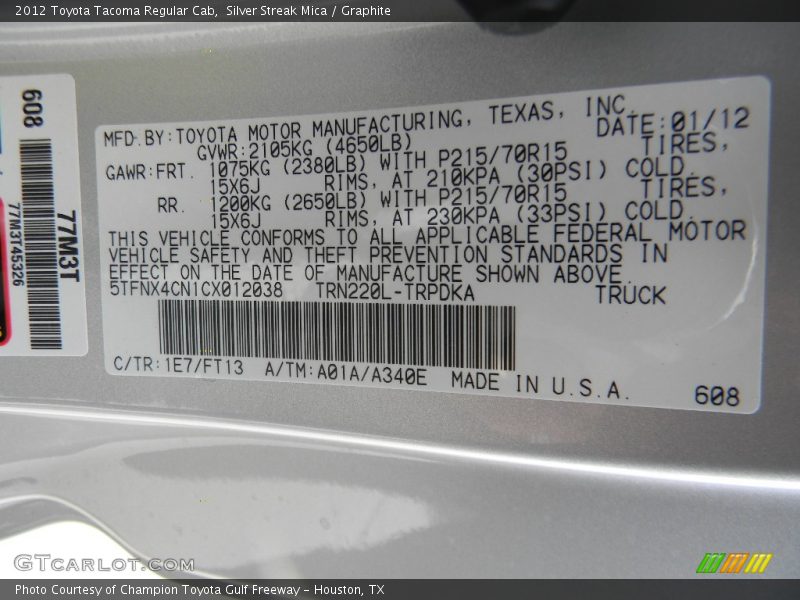 2012 Toyota Tacoma Regular Cab,  Silver Streak Mica / Graphite
608
77M3T
77N3T45326
MFD.BY:TOYOTA MOTOR MANUFACTURING, TEXAS, INC.
DATE:01/12
GVWR:2105KG (4650LB)
GAWR:FRT. 1075KG (2380LB) WITH P215/70R15 TIRES,
15X6J RIMS, AT 210KPA (30PSI) COLD.
RR. 1200KG (2650LB) WITH P215/70R15 TIRES,
15X6J RIMS, AT 230KPA (33PSI) COLD.
THIS VEHICLE CONFORMS TO ALL APPLICABLE FEDERAL MOTOR
VEHICLE SAFETY AND THEFT PREVENTION STANDARDS IN
EFFECT ON THE DATE OF MANUFACTURE SHOWN ABOVE.
5TFNX4CN1CX012038 TRN220L-TRPDKA TRUCK
C/TR:1E7/FT13 A/TM:A01A/A340E MADE IN U.S.A.
608
GTCARLOT.COM
Photo Courtesy of Champion Toyota Gulf Freeway – Houston, TX